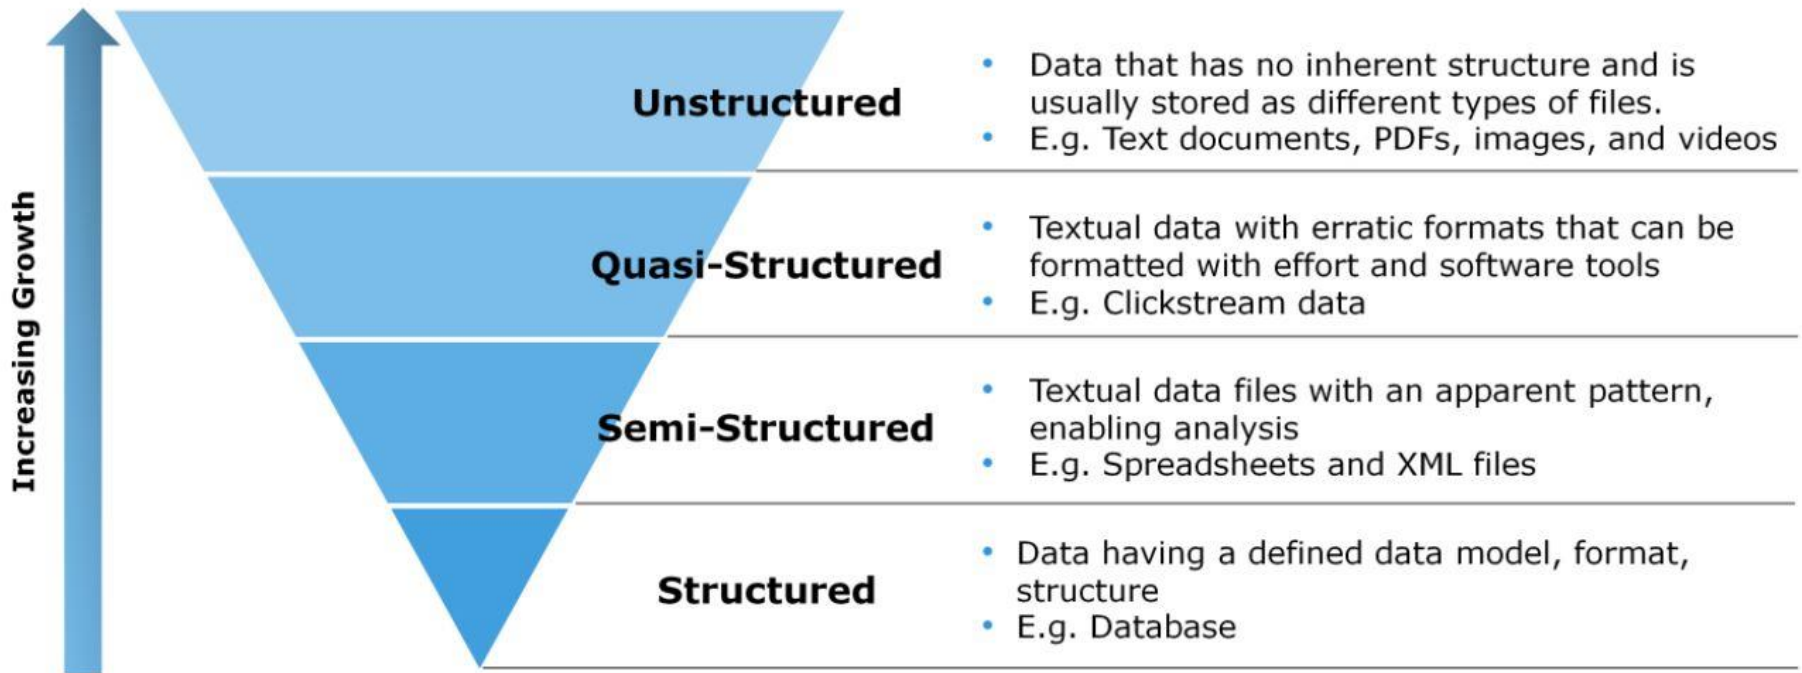 Increasing Growth
Unstructured
• Data that has no inherent structure and is
usually stored as different types of files.
• E.g. Text documents, PDFs, images, and videos
Quasi-Structured
• Textual data with erratic formats that can be
formatted with effort and software tools
• E.g. Clickstream data
Semi-Structured
• Textual data files with an apparent pattern,
enabling analysis
• E.g. Spreadsheets and XML files
Structured
• Data having a defined data model, format,
structure
• E.g. Database